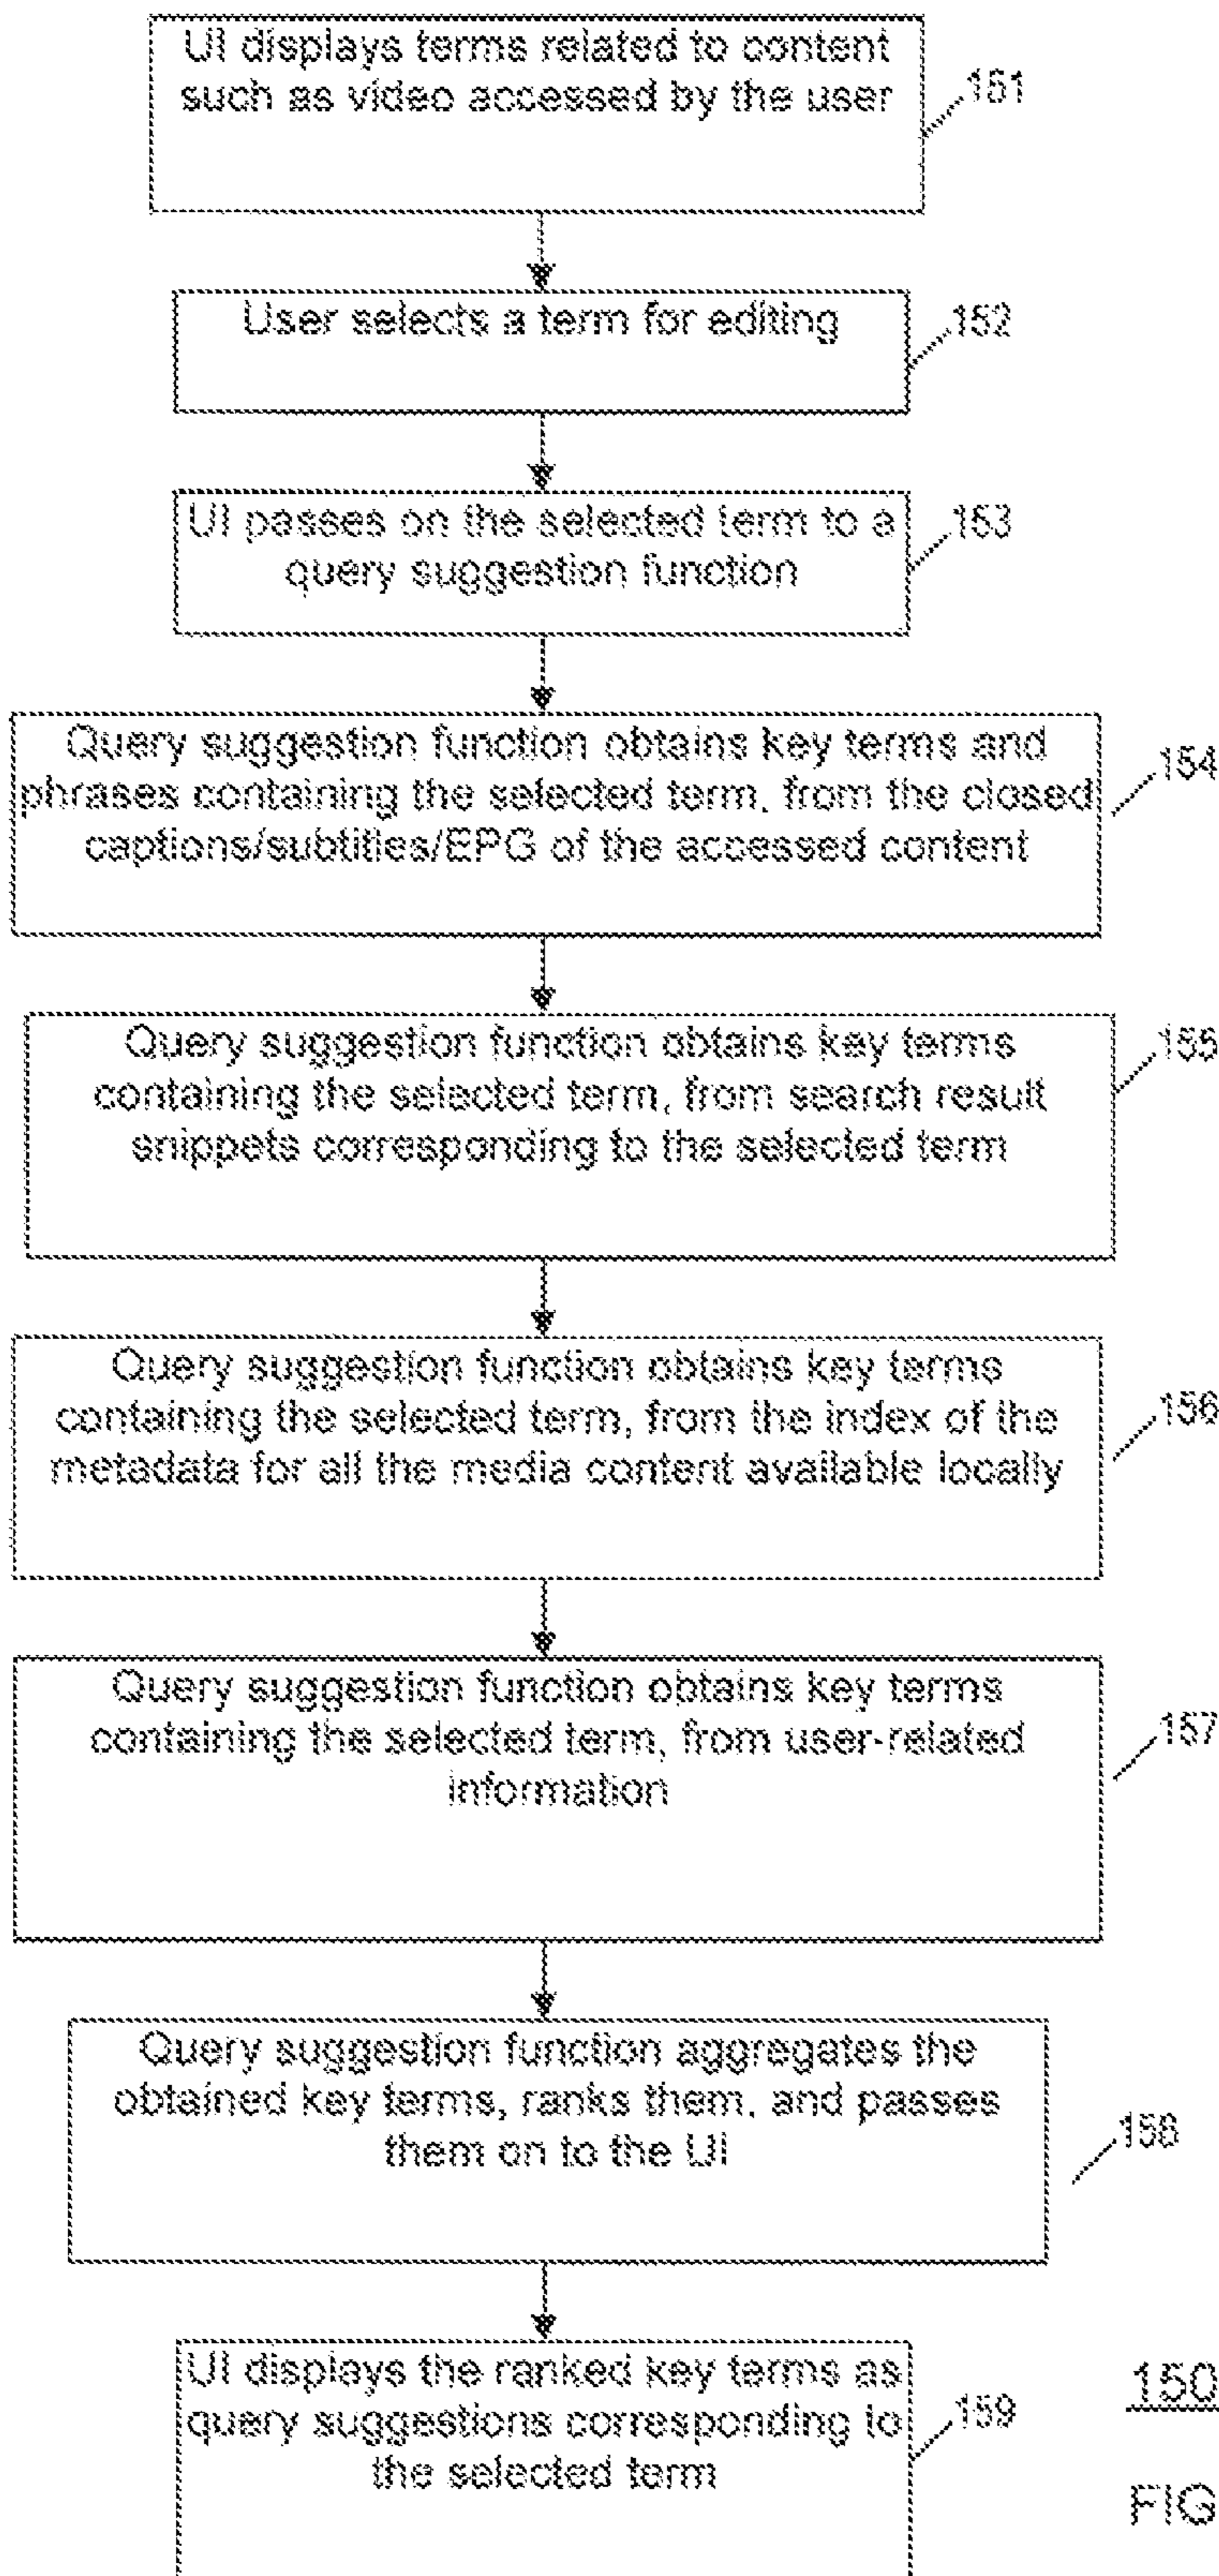 UI displays terms related to content
such as video accessed by the user
151
User selects a term for editing
152
UI passes on the selected term to a
query suggestion function
153
Query suggestion function obtains key terms and
phrases containing the selected term, from the closed
captions/subtitles/EPG of the accessed content
154
Query suggestion function obtains key terms
containing the selected term, from search result
snippets corresponding to the selected term
155
Query suggestion function obtains key terms
containing the selected term, from the index of the
metadata for all the media content available locally
156
Query suggestion function obtains key terms
containing the selected term, from user-related
information
157
Query suggestion function aggregates the
obtained key terms, ranks them, and passes
them on to the UI
158
UI displays the ranked key terms as
query suggestions corresponding to
the selected term
159
150
FIG